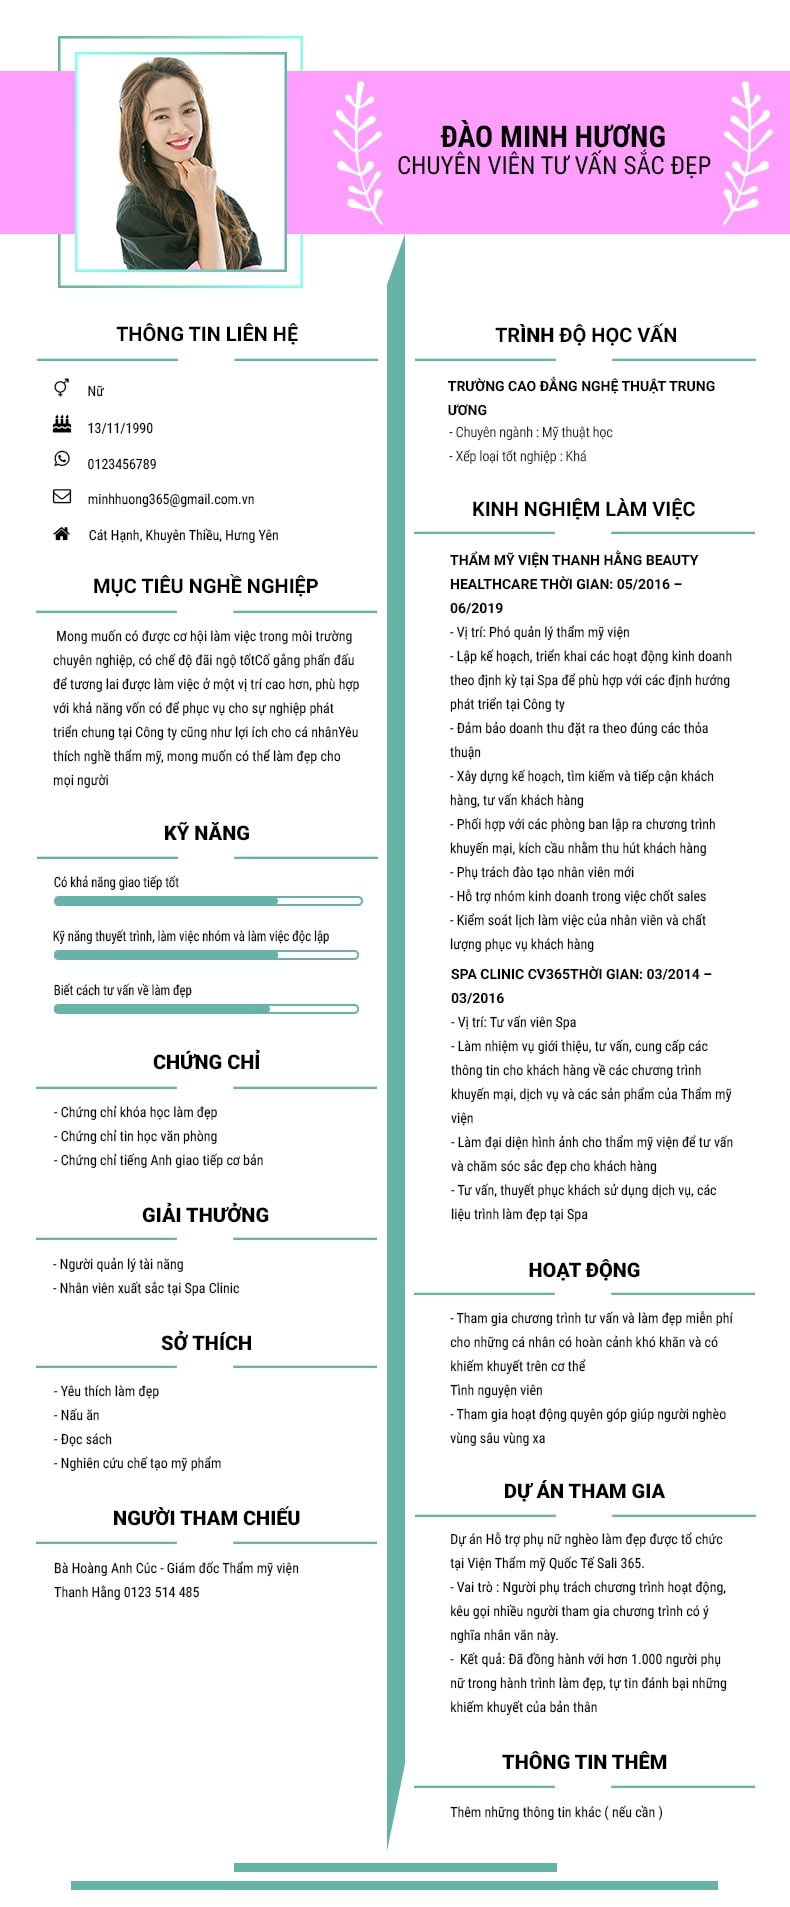 ĐÀO MINH HƯƠNG
CHUYÊN VIÊN TƯ VẤN SẮC ĐẸP
THÔNG TIN LIÊN HỆ
Nữ
13/11/1990
0123456789
minhhuong365@gmail.com.vn
Cát Hạnh, Khuyên Thiều, Hưng Yên
MỤC TIÊU NGHỀ NGHIỆP
Mong muốn có được cơ hội làm việc trong môi trường
chuyên nghiệp, có chế độ đãi ngộ tốtCố gắng phấn đấu
để tương lai được làm việc ở một vị trí cao hơn, phù hợp
với khả năng vốn có để phục vụ cho sự nghiệp phát
triển chung tại Công ty cũng như lợi ích cho cá nhânYêu
thích nghề thẩm mỹ, mong muốn có thể làm đẹp cho
mọi người
KỸ NĂNG
Có khả năng giao tiếp tốt
Kỹ năng thuyết trình, làm việc nhóm và làm việc độc lập
Biết cách tư vấn về làm đẹp
CHỨNG CHỈ
- Chứng chỉ khóa học làm đẹp
- Chứng chỉ tin học văn phòng
- Chứng chỉ tiếng Anh giao tiếp cơ bản
GIẢI THƯỞNG
- Người quản lý tài năng
- Nhân viên xuất sắc tại Spa Clinic
SỞ THÍCH
- Yêu thích làm đẹp
- Nấu ăn
- Đọc sách
- Nghiên cứu chế tạo mỹ phẩm
NGƯỜI THAM CHIẾU
Bà Hoàng Anh Cúc - Giám đốc Thẩm mỹ viện
Thanh Hằng 0123 514 485
TRÌNH ĐỘ HỌC VẤN
TRƯỜNG CAO ĐẲNG NGHỆ THUẬT TRUNG
ƯƠNG
- Chuyên ngành : Mỹ thuật học
- Xếp loại tốt nghiệp : Khá
KINH NGHIỆM LÀM VIỆC
THẨM MỸ VIỆN THANH HẰNG BEAUTY
HEALTHCARE THỜI GIAN: 05/2016 –
06/2019
- Vị trí: Phó quản lý thẩm mỹ viện
- Lập kế hoạch, triển khai các hoạt động kinh doanh
theo định kỳ tại Spa để phù hợp với các định hướng
phát triển tại Công ty
- Đảm bảo doanh thu đặt ra theo đúng các thỏa
thuận
- Xây dựng kế hoạch, tìm kiếm và tiếp cận khách
hàng, tư vấn khách hàng
- Phối hợp với các phòng ban lập ra chương trình
khuyến mại, kích cầu nhằm thu hút khách hàng
- Phụ trách đào tạo nhân viên mới
- Hỗ trợ nhóm kinh doanh trong việc chốt sales
- Kiểm soát lịch làm việc của nhân viên và chất
lượng phục vụ khách hàng
SPA CLINIC CV365THỜI GIAN: 03/2014 –
03/2016
- Vị trí: Tư vấn viên Spa
- Làm nhiệm vụ giới thiệu, tư vấn, cung cấp các
thông tin cho khách hàng về các chương trình
khuyến mại, dịch vụ và các sản phẩm của Thẩm mỹ
viện
- Làm đại diện hình ảnh cho thẩm mỹ viện để tư vấn
và chăm sóc sắc đẹp cho khách hàng
- Tư vấn, thuyết phục khách sử dụng dịch vụ, các
liệu trình làm đẹp tại Spa
HOẠT ĐỘNG
- Tham gia chương trình tư vấn và làm đẹp miễn phí
cho những cá nhân có hoàn cảnh khó khăn và có
khiếm khuyết trên cơ thể
Tình nguyện viên
- Tham gia hoạt động quyên góp giúp người nghèo
vùng sâu vùng xa
DỰ ÁN THAM GIA
Dự án Hỗ trợ phụ nữ nghèo làm đẹp được tổ chức
tại Viện Thẩm mỹ Quốc Tế Sali 365.
- Vai trò : Người phụ trách chương trình hoạt động,
kêu gọi nhiều người tham gia chương trình có ý
nghĩa nhân văn này.
- Kết quả: Đã đồng hành với hơn 1.000 người phụ
nữ trong hành trình làm đẹp, tự tin đánh bại những
khiếm khuyết của bản thân
THÔNG TIN THÊM
Thêm những thông tin khác ( nếu cần )